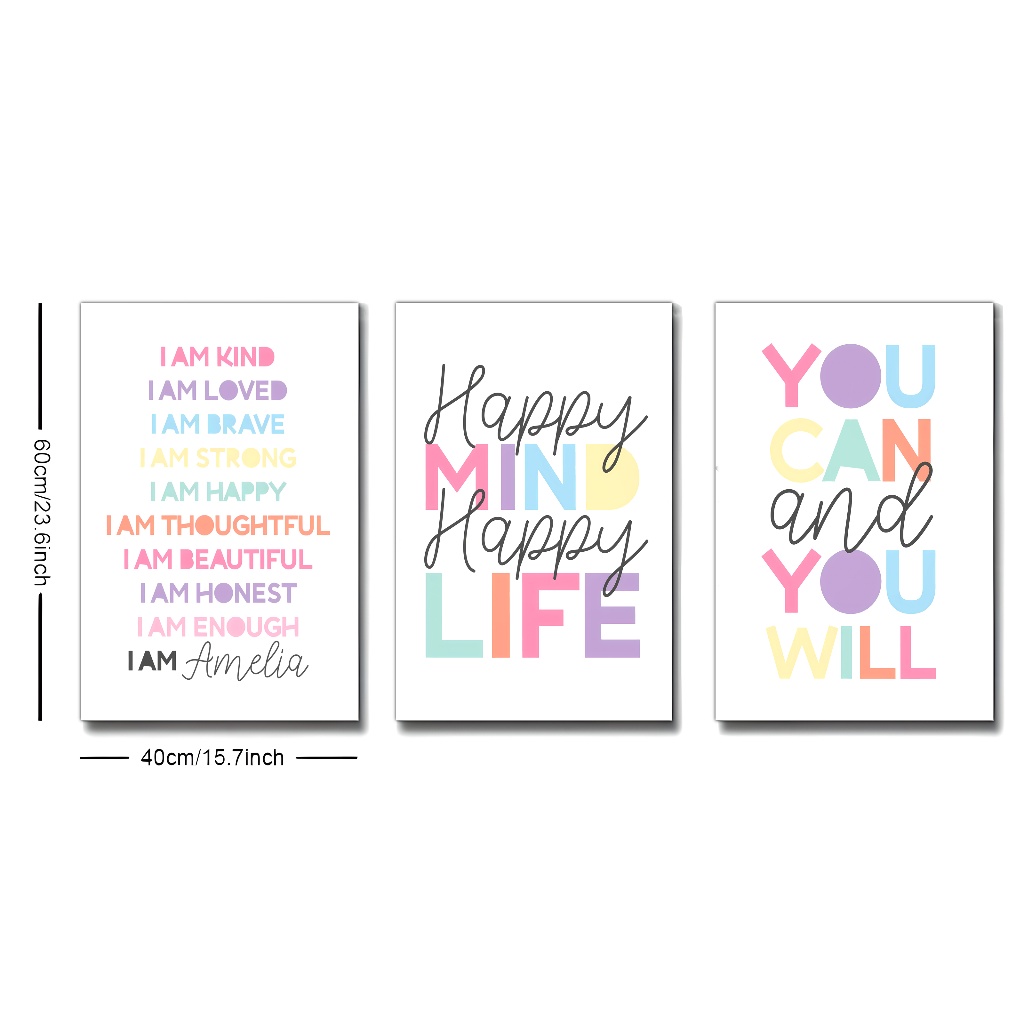 I AM KIND
I AM LOVED
I AM BRAVE
I AM STRONG
I AM HAPPY
I AM THOUGHTFUL
I AM BEAUTIFUL
I AM HONEST
I AM ENOUGH
I AM Amelia
Happy
MIND
Happy
LIFE
YOU
CAN
and
YOU
WILL
60cm/23.6inch
40cm/15.7inch